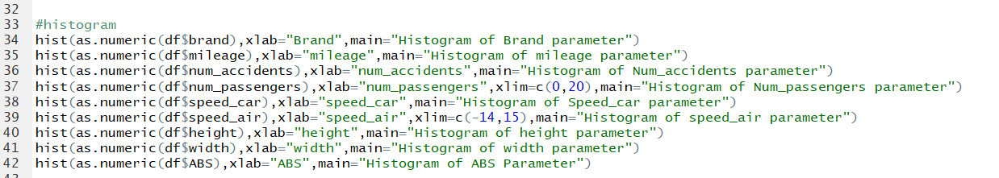 32
33 #histogram
34 hist(as.numeric(df$brand),xlab="Brand",main="Histogram of Brand parameter")
35 hist(as.numeric(df$mileage),xlab="mileage",main="Histogram of mileage parameter")
36 hist(as.numeric(df$num_accidents),xlab="num_accidents",main="Histogram of Num_accidents parameter")
37 hist(as.numeric(df$num_passengers),xlab="num_passengers",xlim=c(0,20),main="Histogram of Num_passengers parameter")
38 hist(as.numeric(df$speed_car),xlab="speed_car",main="Histogram of Speed_car parameter")
39 hist(as.numeric(df$speed_air),xlab="speed_air",xlim=c(-14,15),main="Histogram of speed_air parameter")
40 hist(as.numeric(df$height),xlab="height",main="Histogram of height parameter")
41 hist(as.numeric(df$width),xlab="width",main="Histogram of width parameter")
42 hist(as.numeric(df$ABS),xlab="ABS",main="Histogram of ABS Parameter")